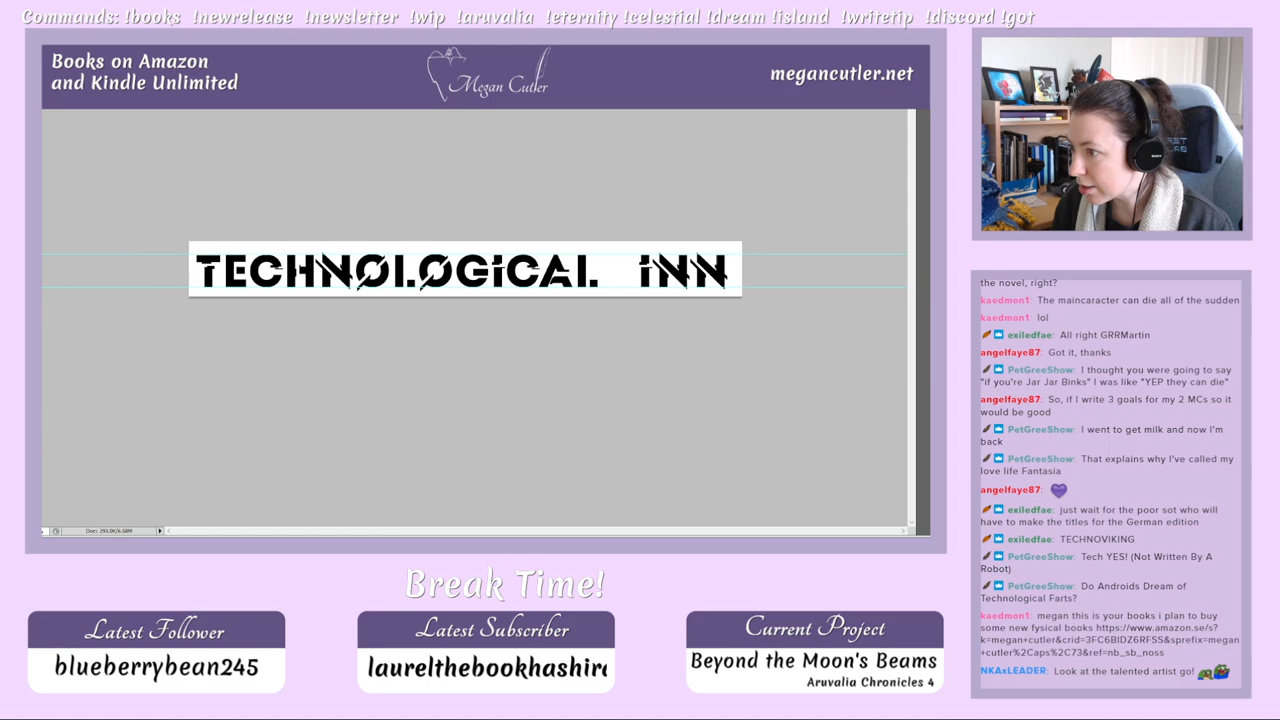 Commands: !books !newrelease !newsletter !wip !aruvalia !eternity !celestial !dream !island !writetip !discord !got
Books on Amazon
and Kindle Unlimited
Megan Cutler
megancutler.net
TECHNOLOGICAL INN
Doc: 293.0K/6.58M
Break Time!
Latest Follower
blueberrybean245
Latest Subscriber
laurelthebookhashira
Current Project
Beyond the Moon's Beams
Aruvalia Chronicles 4
the novel, right?
kaedmon1: The maincaracter can die all of the sudden
kaedmon1: lol
exiledfae: All right GRRMartin
angelfaye87: Got it, thanks
PetGreeShow: I thought you were going to say
"if you're Jar Jar Binks" I was like "YEP they can die"
angelfaye87: So, if I write 3 goals for my 2 MCs so it
would be good
PetGreeShow: I went to get milk and now I'm
back
PetGreeShow: That explains why I've called my
love life Fantasia
angelfaye87:
exiledfae: just wait for the poor sot who will
have to make the titles for the German edition
exiledfae: TECHNOVIKING
PetGreeShow: Tech YES! (Not Written By A
Robot)
PetGreeShow: Do Androids Dream of
Technological Farts?
kaedmon1: megan this is your books i plan to buy
some new fysical books https://www.amazon.se/s?
k=megan+cutler&crid=3FC6BIDZ6RFSS&sprefix=megan
+cutler%2Caps%2C73&ref=nb_sb_noss
NKAxLEADER: Look at the talented artist go!